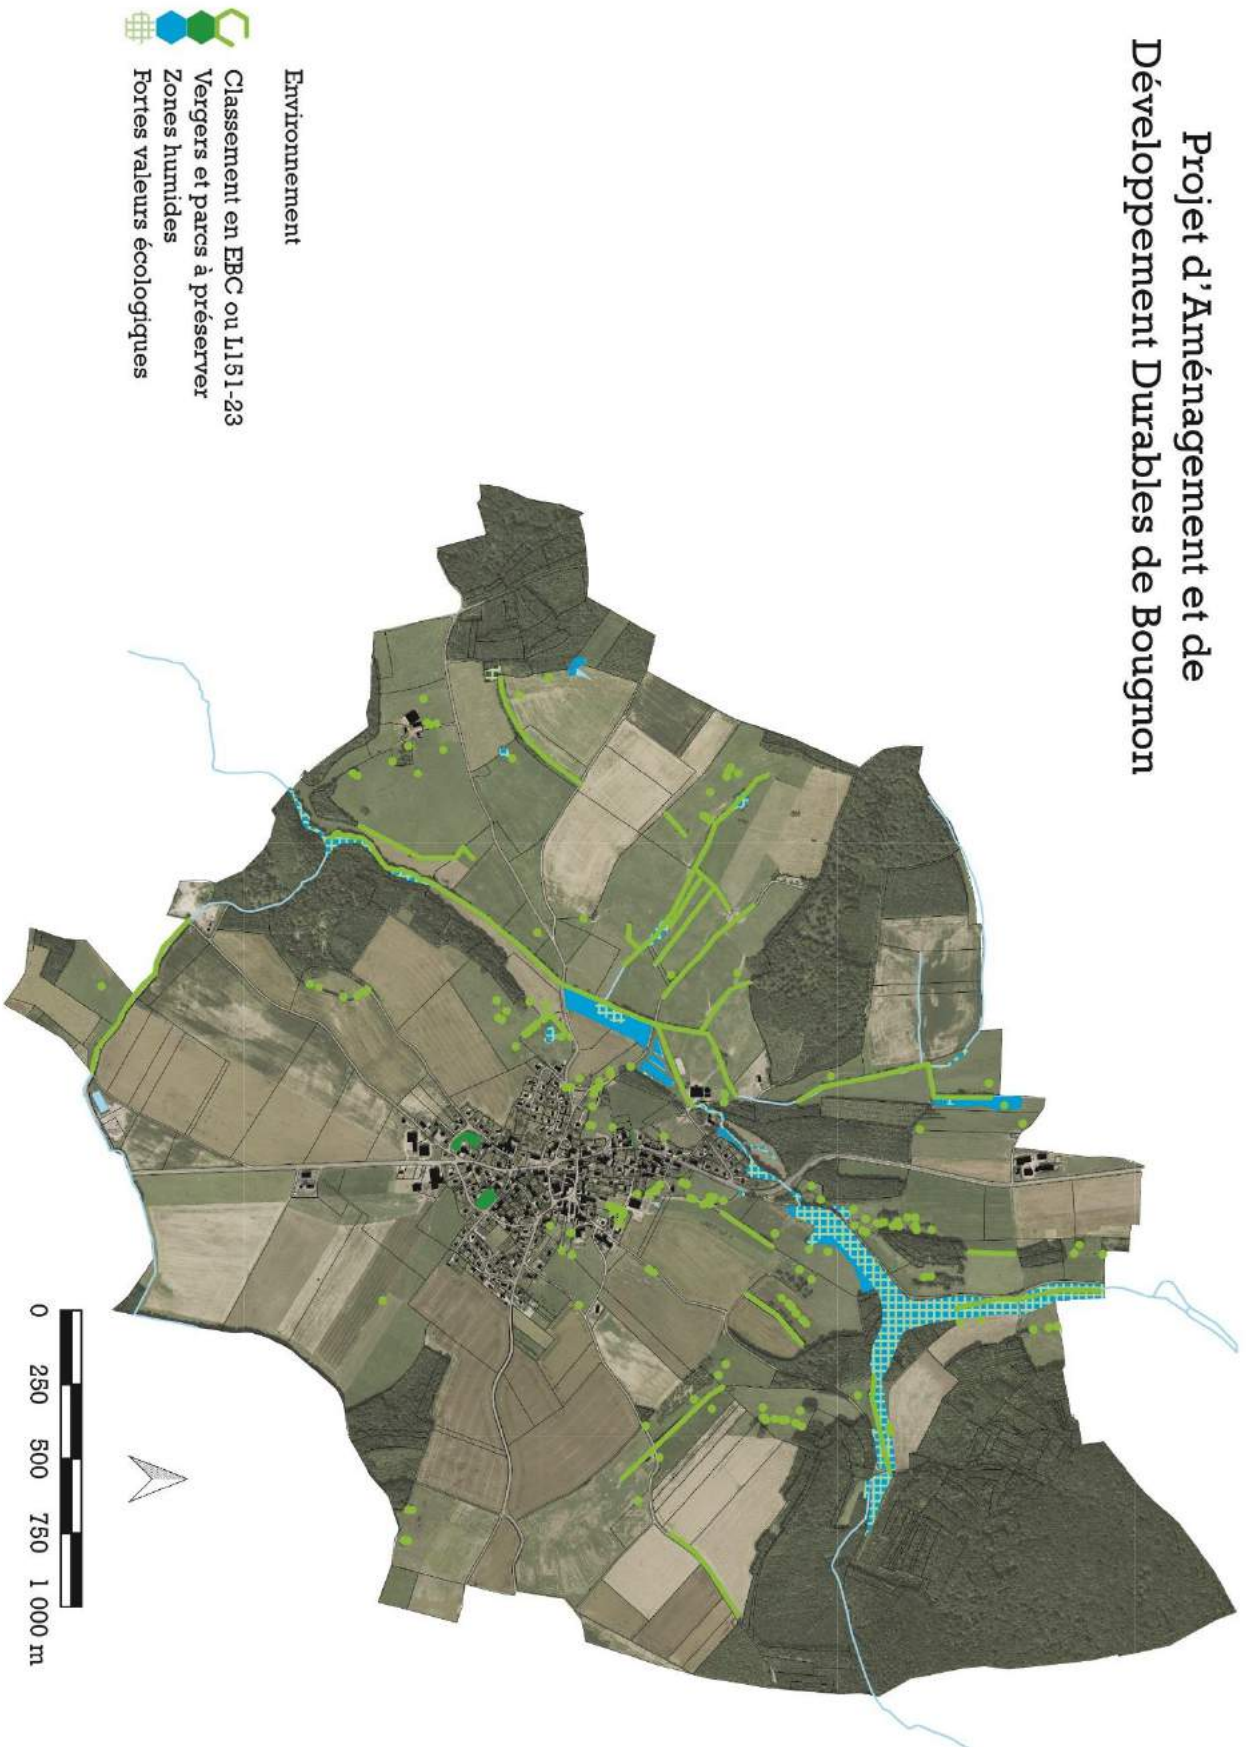 Projet d'Aménagement et de
Développement Durables de Bougnon
Environnement
Classement en EBC ou L151-23
Vergers et parcs à préserver
Zones humides
Fortes valeurs écologiques
0 250 500 750 1 000 m